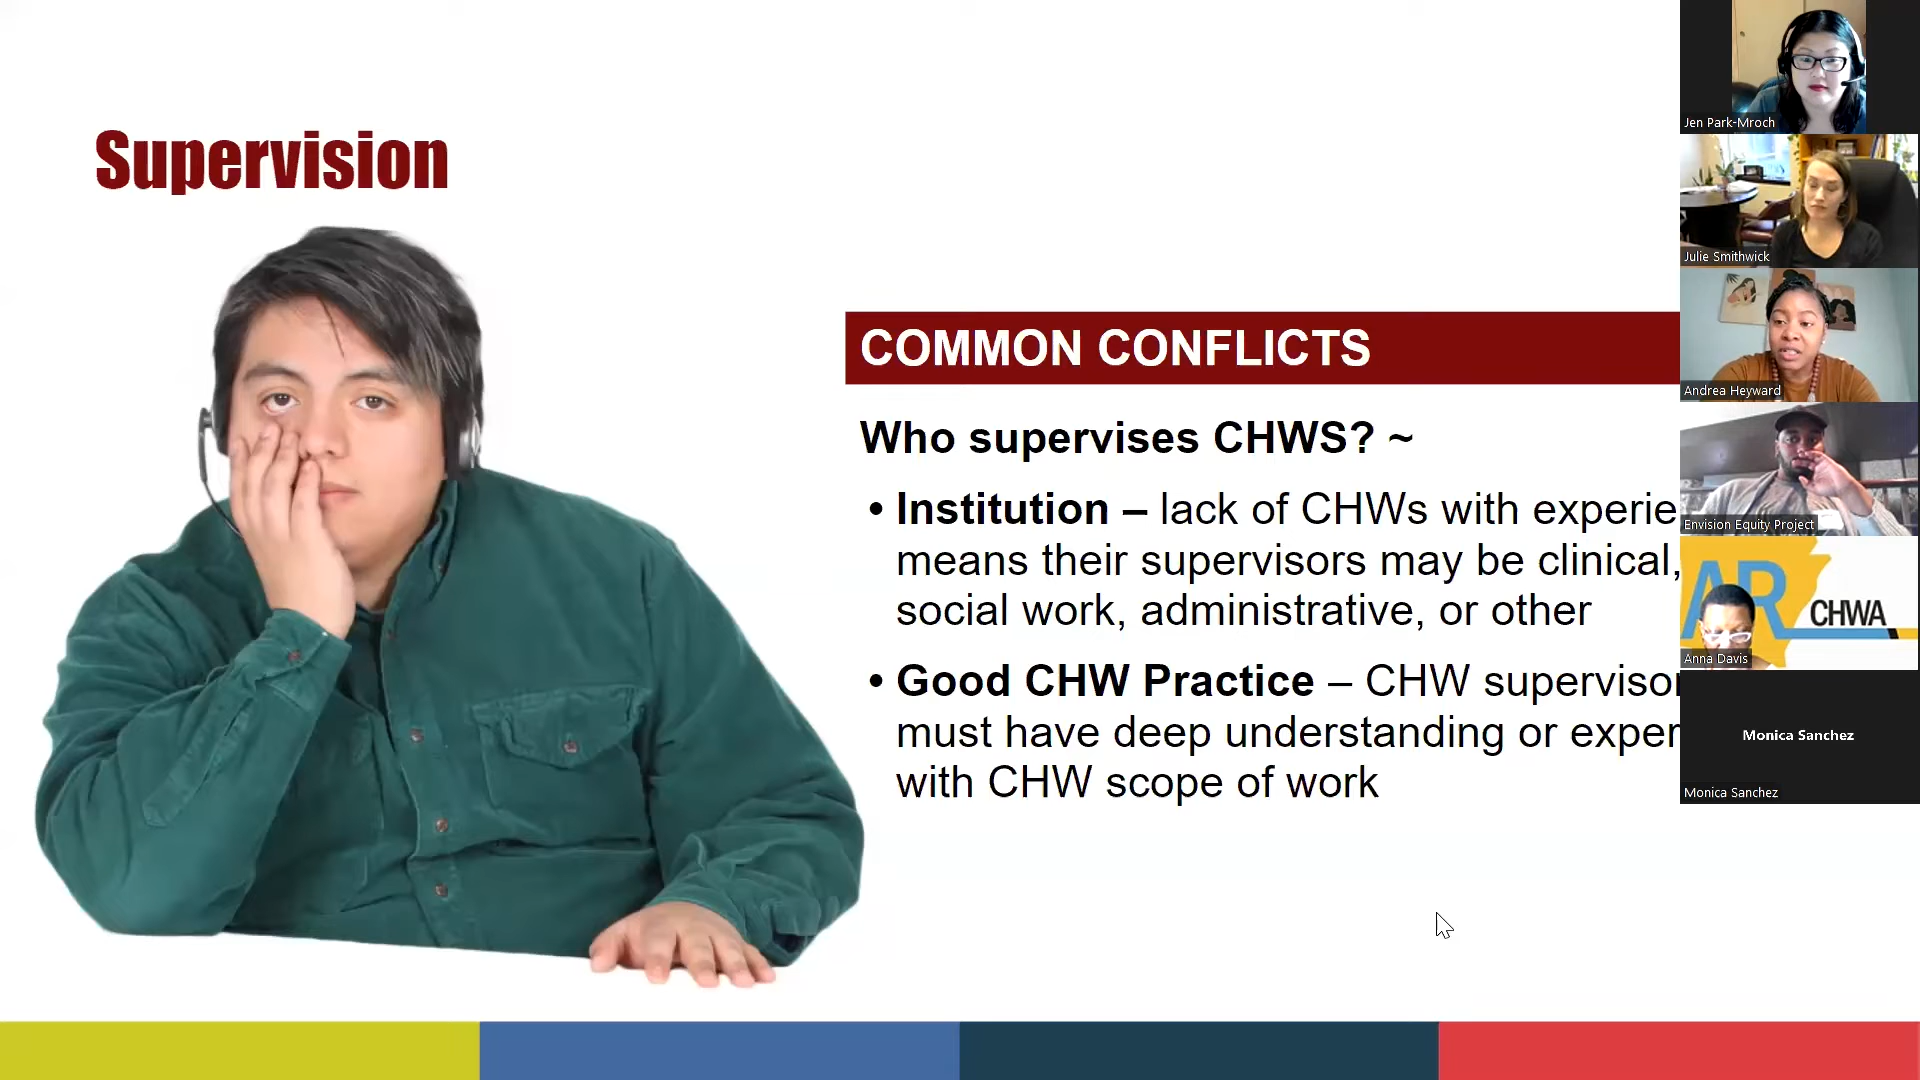 Supervision
COMMON CONFLICTS
Who supervises CHWS? ~
• Institution – lack of CHWs with experie
means their supervisors may be clinical,
social work, administrative, or other
• Good CHW Practice – CHW supervisor
must have deep understanding or exper
with CHW scope of work
Jen Park-Mroch
Julie Smithwick
Andrea Heyward
Envision Equity Project
AR
CHWA
Anna Davis
Monica Sanchez
Monica Sanchez